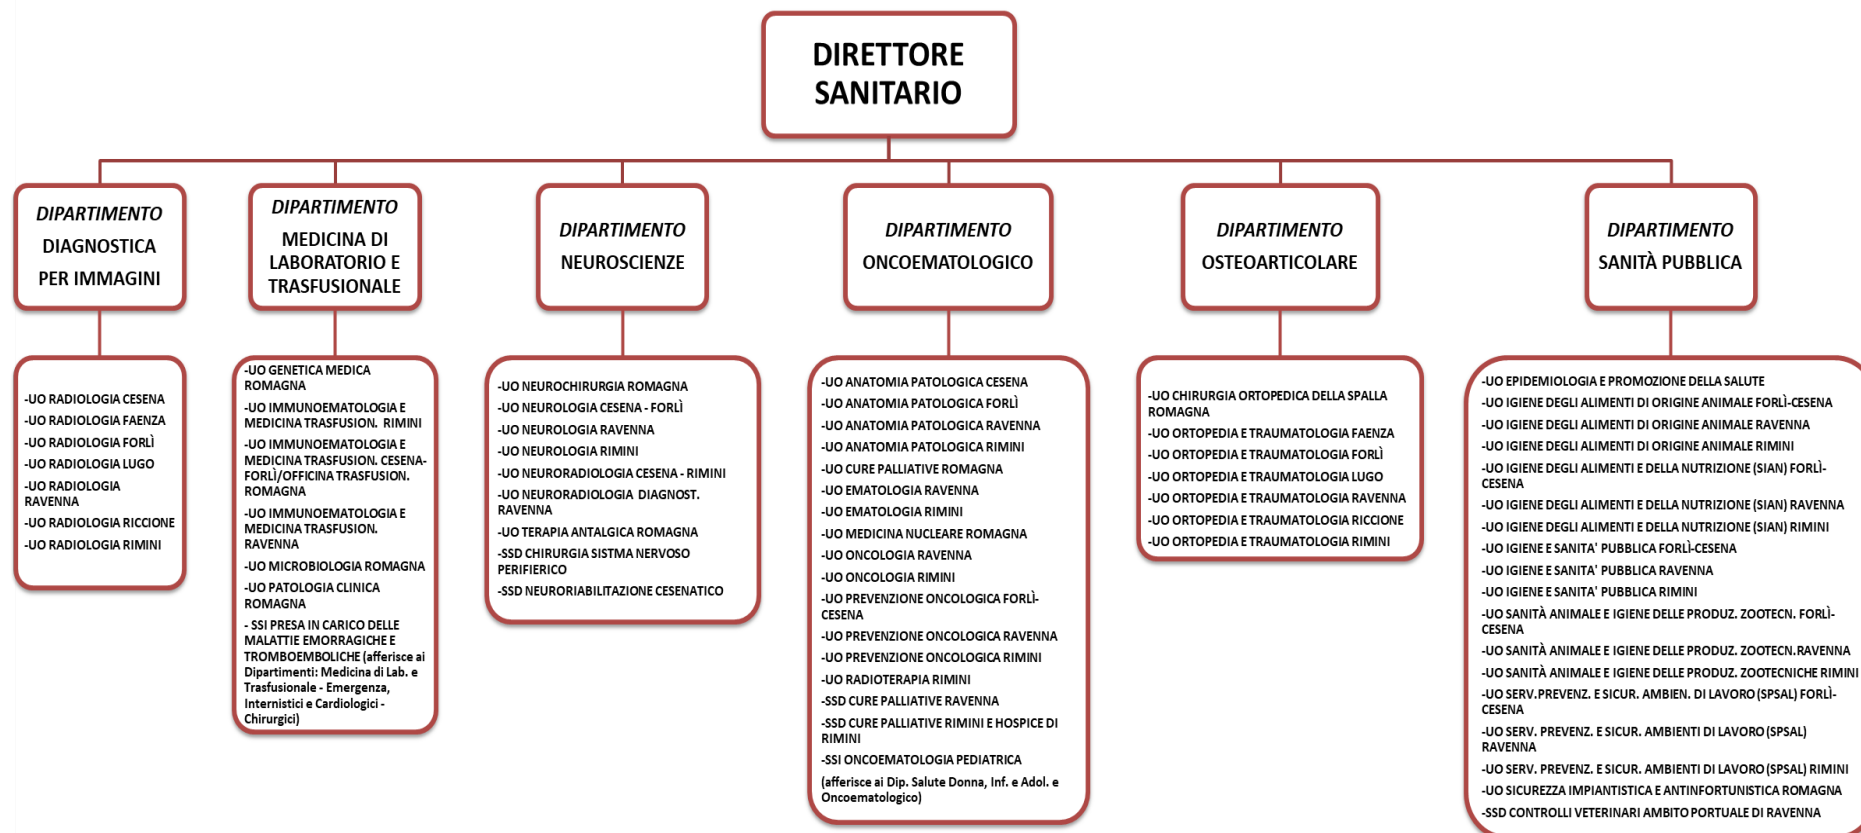 DIRETTORE
SANITARIO
DIPARTIMENTO
DIAGNOSTICA
PER IMMAGINI
DIPARTIMENTO
MEDICINA DI
LABORATORIO E
TRASFUSIONALE
DIPARTIMENTO
NEUROSCIENZE
DIPARTIMENTO
ONCOEMATOLOGICO
DIPARTIMENTO
OSTEOARTICOLARE
DIPARTIMENTO
SANITÀ PUBBLICA
-UO RADIOLOGIA CESENA
-UO RADIOLOGIA FAENZA
-UO RADIOLOGIA FORLÌ
-UO RADIOLOGIA LUGO
-UO RADIOLOGIA
RAVENNA
-UO RADIOLOGIA RICCIONE
-UO RADIOLOGIA RIMINI
-UO GENETICA MEDICA
ROMAGNA
-UO IMMUNOEMATOLOGIA E
MEDICINA TRASFUSION. RIMINI
-UO IMMUNOEMATOLOGIA E
MEDICINA TRASFUSION. CESENA-
FORLÌ/OFFICINA TRASFUSION.
ROMAGNA
-UO IMMUNOEMATOLOGIA E
MEDICINA TRASFUSION.
RAVENNA
-UO MICROBIOLOGIA ROMAGNA
-UO PATOLOGIA CLINICA
ROMAGNA
- SSI PRESA IN CARICO DELLE
MALATTIE EMORRAGICHE E
TROMBOEMBOLICHE (afferisce ai
Dipartimenti: Medicina di Lab. e
Trasfusionale - Emergenza,
Internistici e Cardiologici -
Chirurgici)
-UO NEUROCHIRURGIA ROMAGNA
-UO NEUROLOGIA CESENA - FORLÌ
-UO NEUROLOGIA RAVENNA
-UO NEUROLOGIA RIMINI
-UO NEURORADIOLOGIA CESENA - RIMINI
-UO NEURORADIOLOGIA DIAGNOST.
RAVENNA
-UO TERAPIA ANTALGICA ROMAGNA
-SSD CHIRURGIA SISTMA NERVOSO
PERIFIERICO
-SSD NEURORIABILITAZIONE CESENATICO
-UO ANATOMIA PATOLOGICA CESENA
-UO ANATOMIA PATOLOGICA FORLÌ
-UO ANATOMIA PATOLOGICA RAVENNA
-UO ANATOMIA PATOLOGICA RIMINI
-UO CURE PALLIATIVE ROMAGNA
-UO EMATOLOGIA RAVENNA
-UO EMATOLOGIA RIMINI
-UO MEDICINA NUCLEARE ROMAGNA
-UO ONCOLOGIA RAVENNA
-UO ONCOLOGIA RIMINI
-UO PREVENZIONE ONCOLOGICA FORLÌ-
CESENA
-UO PREVENZIONE ONCOLOGICA RAVENNA
-UO PREVENZIONE ONCOLOGICA RIMINI
-UO RADIOTERAPIA RIMINI
-SSD CURE PALLIATIVE RAVENNA
-SSD CURE PALLIATIVE RIMINI E HOSPICE DI
RIMINI
-SSI ONCOEMATOLOGIA PEDIATRICA
(afferisce ai Dip. Salute Donna, Inf. e Adol. e
Oncoematologico)
-UO CHIRURGIA ORTOPEDICA DELLA SPALLA
ROMAGNA
-UO ORTOPEDIA E TRAUMATOLOGIA FAENZA
-UO ORTOPEDIA E TRAUMATOLOGIA FORLÌ
-UO ORTOPEDIA E TRAUMATOLOGIA LUGO
-UO ORTOPEDIA E TRAUMATOLOGIA RAVENNA
-UO ORTOPEDIA E TRAUMATOLOGIA RICCIONE
-UO ORTOPEDIA E TRAUMATOLOGIA RIMINI
-UO EPIDEMIOLOGIA E PROMOZIONE DELLA SALUTE
-UO IGIENE DEGLI ALIMENTI DI ORIGINE ANIMALE FORLÌ-CESENA
-UO IGIENE DEGLI ALIMENTI DI ORIGINE ANIMALE RAVENNA
-UO IGIENE DEGLI ALIMENTI DI ORIGINE ANIMALE RIMINI
-UO IGIENE DEGLI ALIMENTI E DELLA NUTRIZIONE (SIAN) FORLÌ-
CESENA
-UO IGIENE DEGLI ALIMENTI E DELLA NUTRIZIONE (SIAN) RAVENNA
-UO IGIENE DEGLI ALIMENTI E DELLA NUTRIZIONE (SIAN) RIMINI
-UO IGIENE E SANITA' PUBBLICA FORLÌ-CESENA
-UO IGIENE E SANITA' PUBBLICA RAVENNA
-UO IGIENE E SANITA' PUBBLICA RIMINI
-UO SANITÀ ANIMALE E IGIENE DELLE PRODUZ. ZOOTECN. FORLÌ-
CESENA
-UO SANITÀ ANIMALE E IGIENE DELLE PRODUZ. ZOOTECN.RAVENNA
-UO SANITÀ ANIMALE E IGIENE DELLE PRODUZ. ZOOTECNICHE RIMINI
-UO SERV.PREVENZ. E SICUR. AMBIEN. DI LAVORO (SPSAL) FORLÌ-
CESENA
-UO SERV. PREVENZ. E SICUR. AMBIENTI DI LAVORO (SPSAL)
RAVENNA
-UO SERV. PREVENZ. E SICUR. AMBIENTI DI LAVORO (SPSAL) RIMINI
-UO SICUREZZA IMPIANTISTICA E ANTINFORTUNISTICA ROMAGNA
-SSD CONTROLLI VETERINARI AMBITO PORTUALE DI RAVENNA